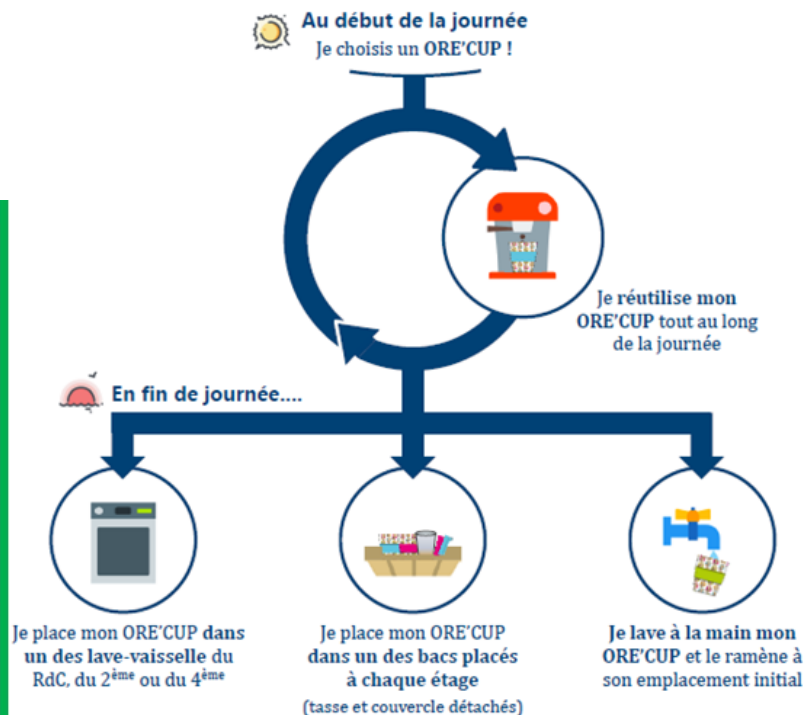 Au début de la journée
Je choisis un ORE'CUP !
Je réutilise mon
ORE'CUP tout au long
de la journée
En fin de journée....
Je place mon ORE'CUP dans
un des lave-vaisselle du
RdC, du 2ème ou du 4ème
Je place mon ORE'CUP
dans un des bacs placés
à chaque étage
(tasse et couvercle détachés)
Je lave à la main mon
ORE'CUP et le ramène à
son emplacement initial